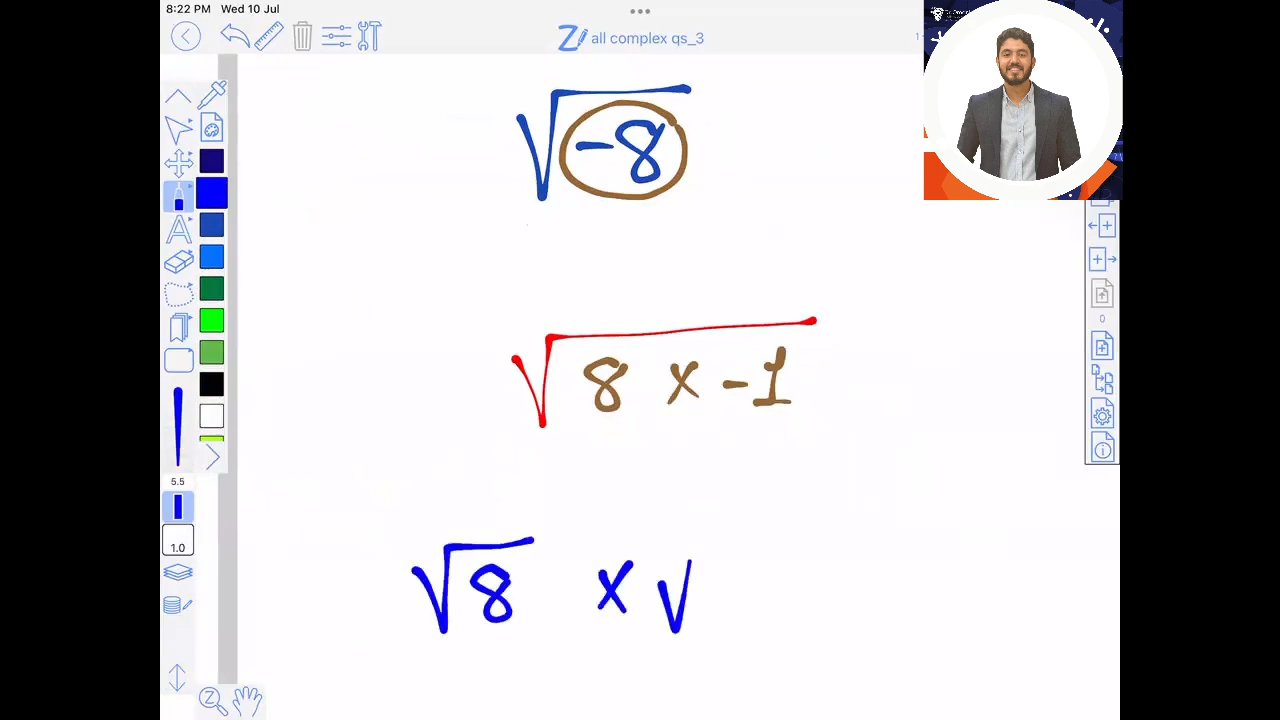 8:22 PM Wed 10 Jul
all complex qs_3
√-8
√8 x -1
√8 x √
5.5
1.0
0